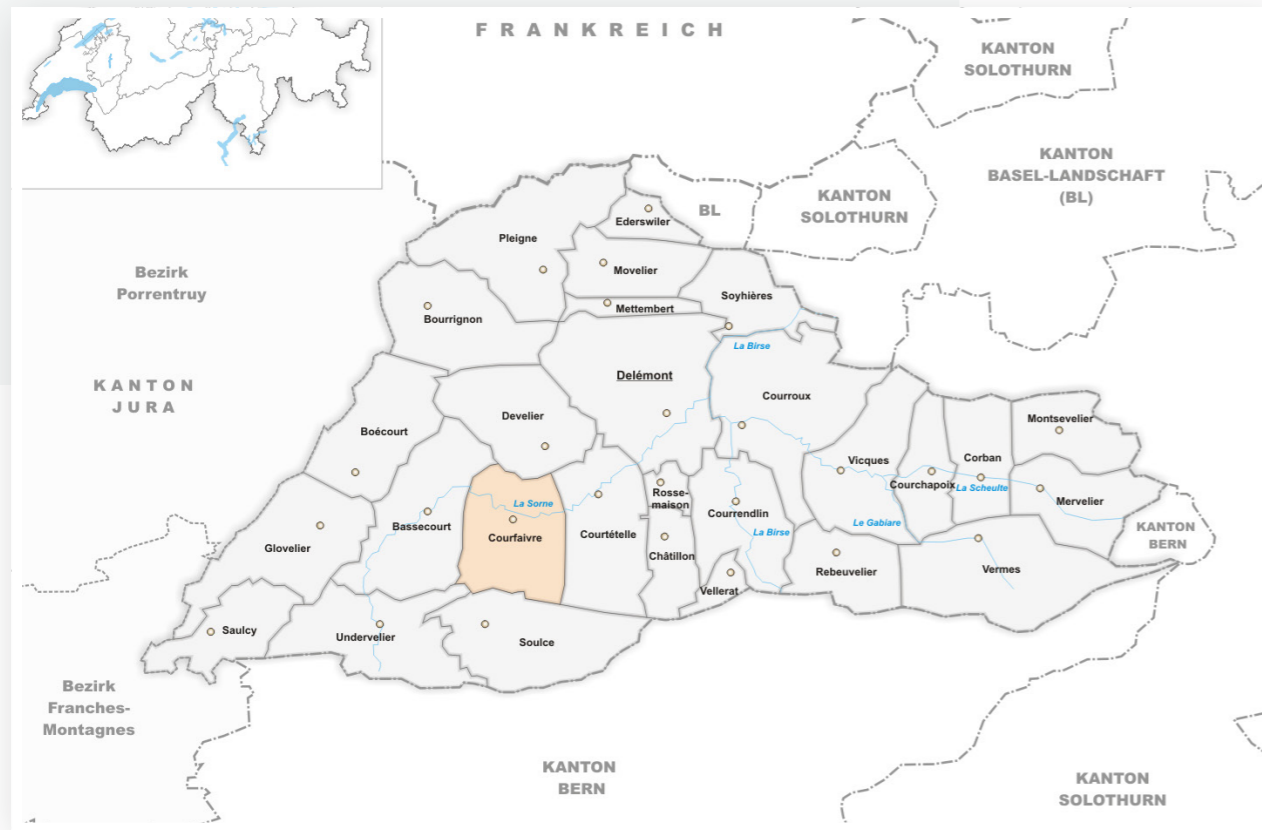 FRANKREICH
KANTON
SOLOTHURN
KANTON
BASEL-LANDSCHAFT
(BL)
KANTON
SOLOTHURN
BL
Ederswiler
Pleigne
Movelier
Bezirk
Porrentruy
Soyhières
Mettembert
Bourrignon
La Birse
Delémont
KANTON
JURA
Courroux
Develier
Montsevelier
Boécourt
Corban
Vicques
Courchapoix
La Scheulte
Mervelier
Rosse-
maison
La Sorne
Courrendlin
Bassecourt
Le Gabiare
KANTON
BERN
Courfaivre
Courtételle
La Birse
Glovelier
Châtillon
Rebeuvelier
Vermes
Vellerat
Saulcy
Undervelier
Soulce
Bezirk
Franches-
Montagnes
KANTON
BERN
KANTON
SOLOTHURN